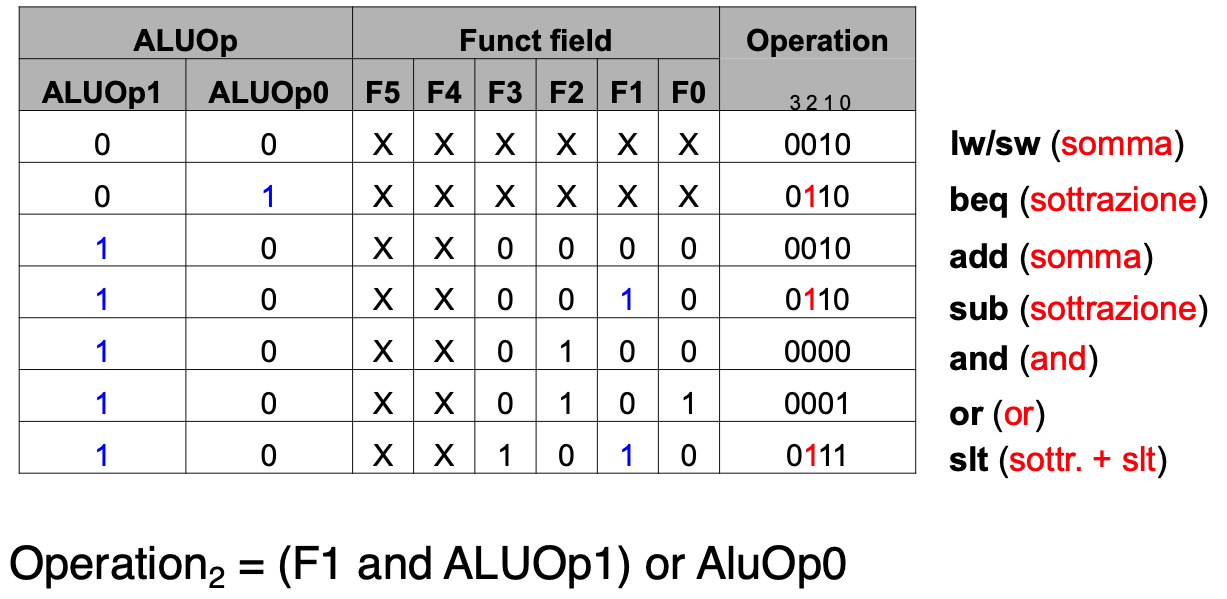 ALUOp Funct field Operation
ALUOp1 ALUOp0 F5 F4 F3 F2 F1 F0 3 2 1 0
0 0 X X X X X X 0010 lw/sw (somma)
0 1 X X X X X X 0110 beq (sottrazione)
1 0 X X 0 0 0 0 0010 add (somma)
1 0 X X 0 0 1 0 0110 sub (sottrazione)
1 0 X X 0 1 0 0 0000 and (and)
1 0 X X 0 1 0 1 0001 or (or)
1 0 X X 1 0 1 0 0111 slt (sottr. + slt)
Operation₂ = (F1 and ALUOp1) or AluOp0